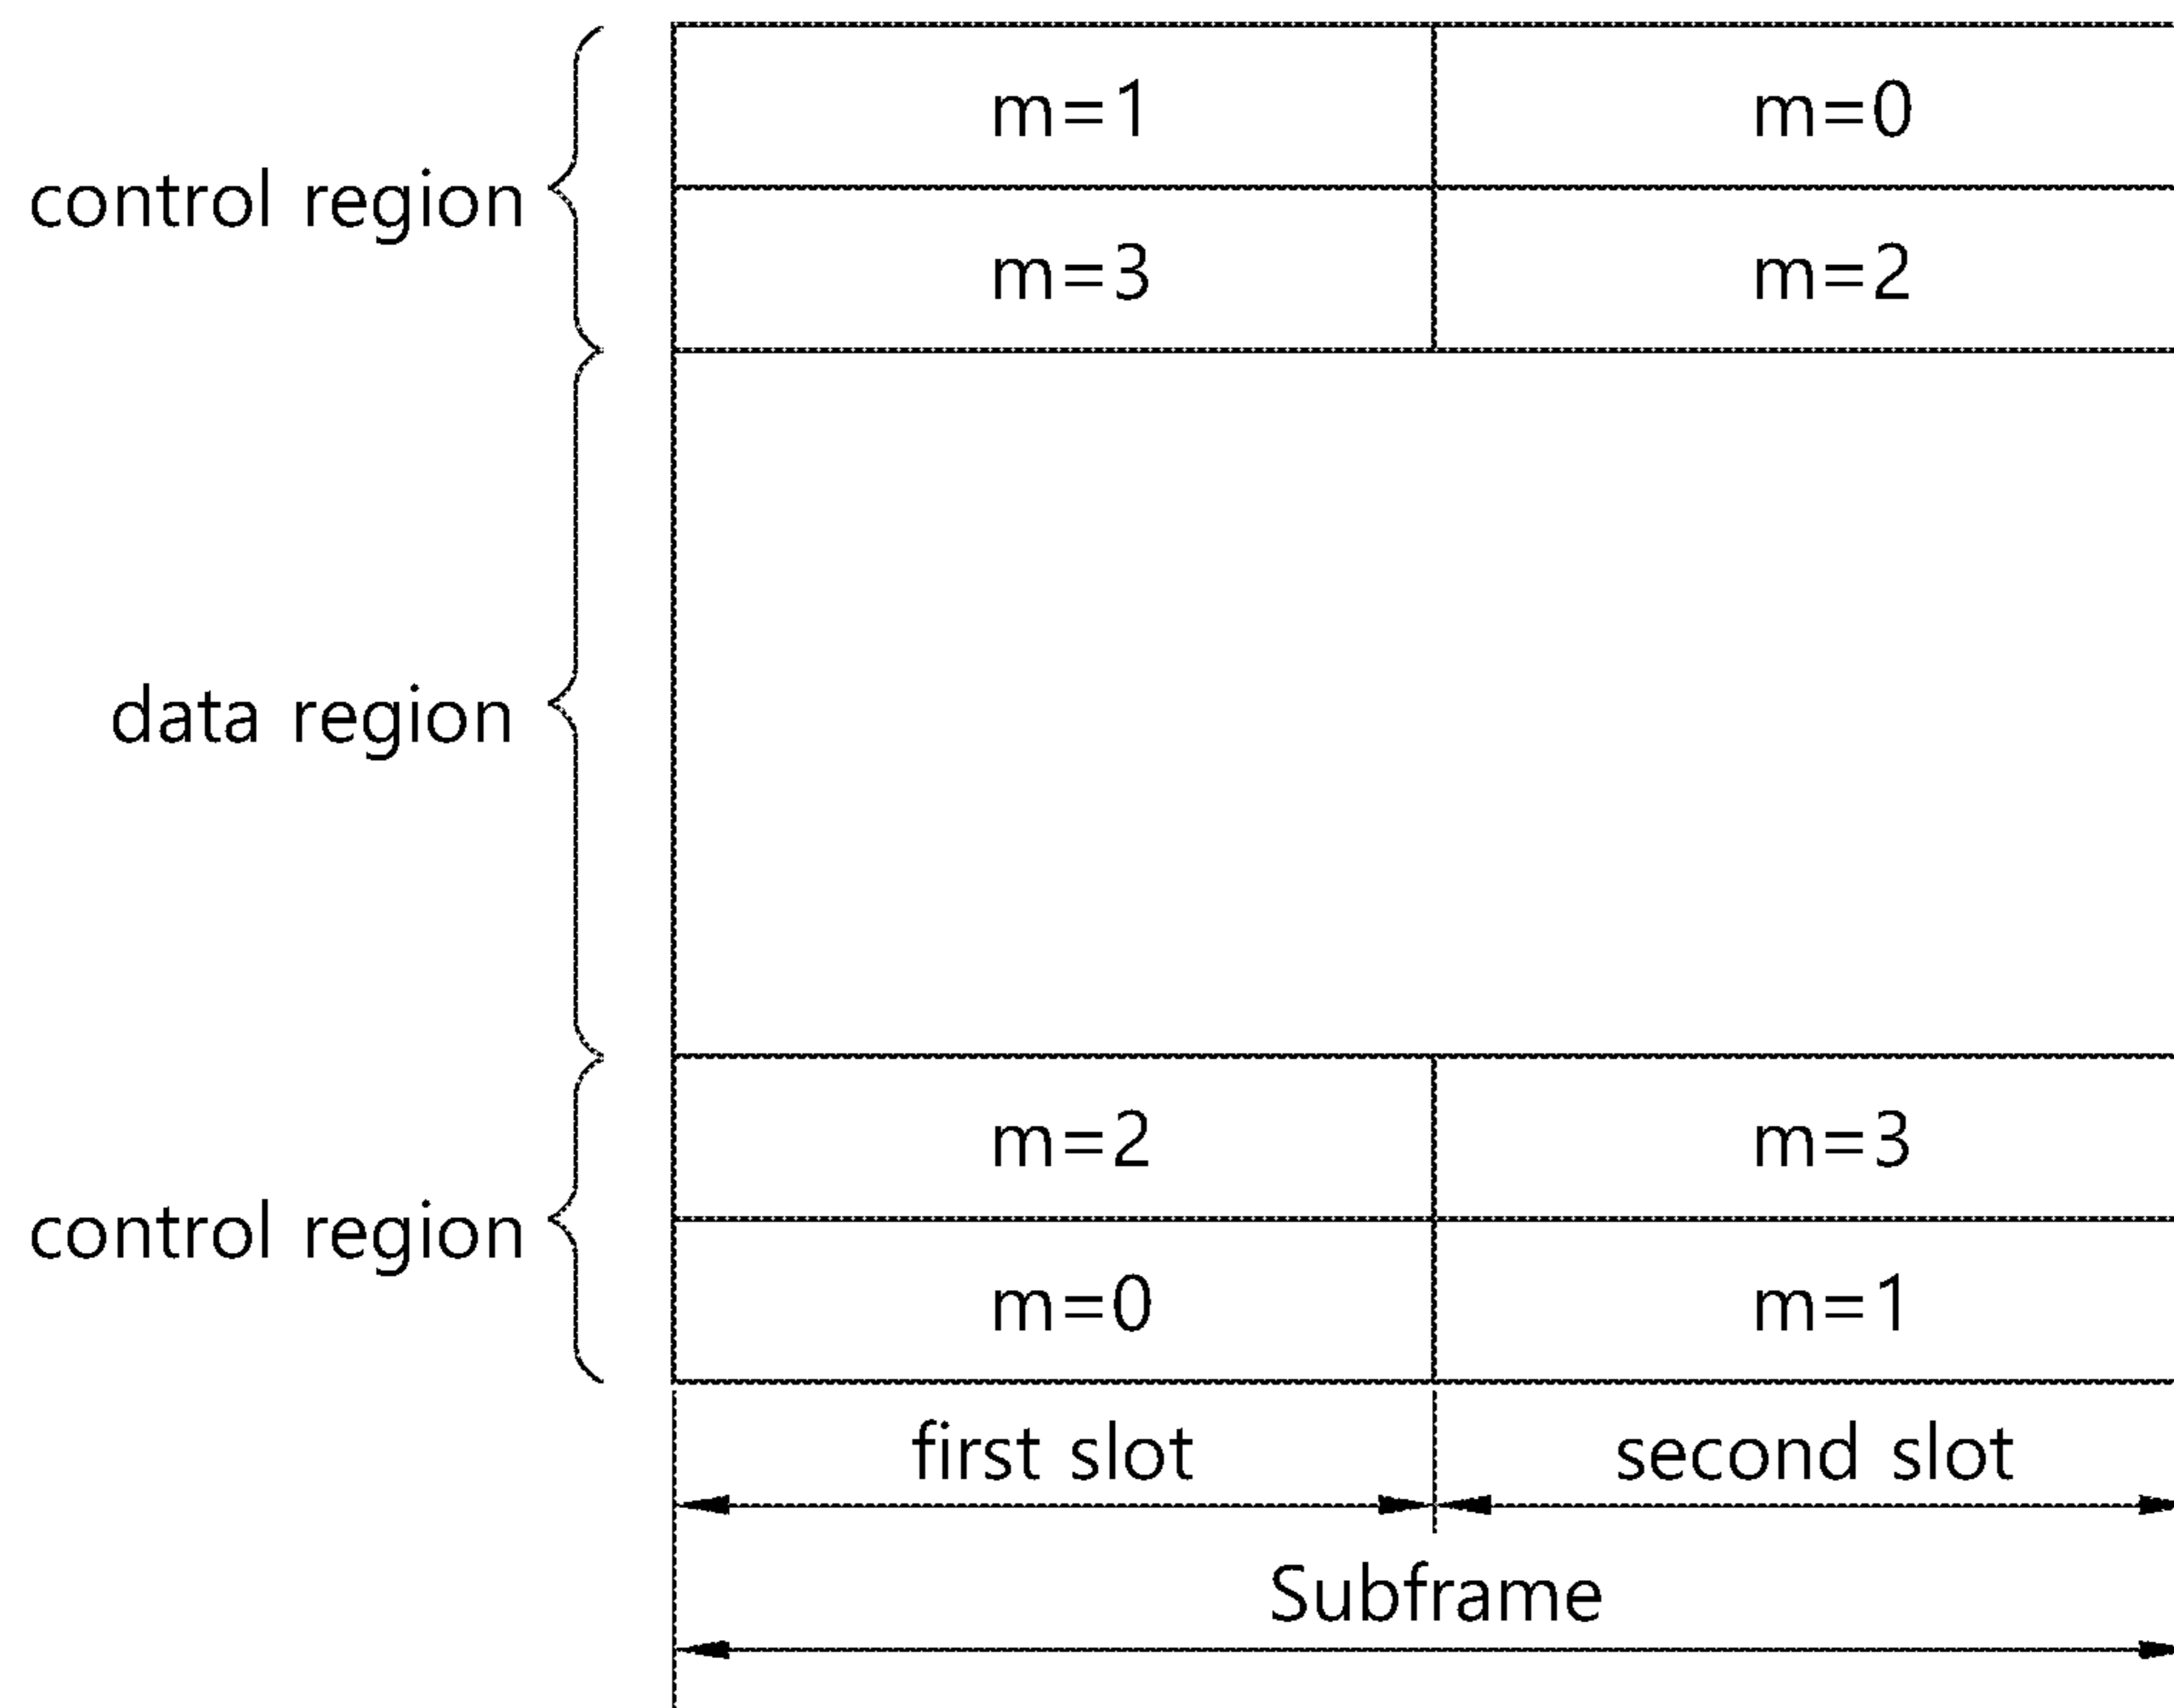 m=1 m=0
control region
m=3 m=2
data region
m=2 m=3
control region
m=0 m=1
first slot second slot
Subframe